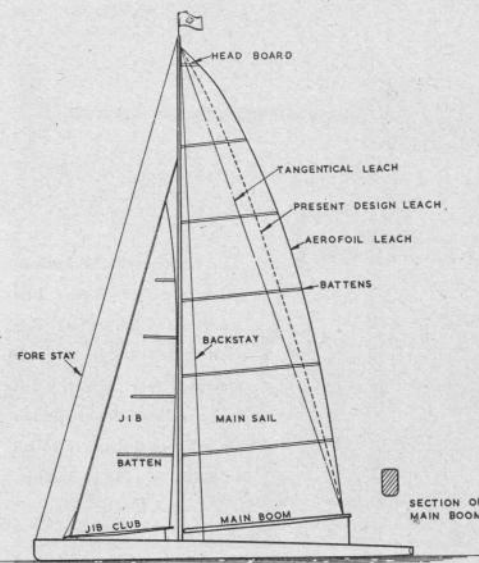 HEAD BOARD
TANGENTICAL LEACH
PRESENT DESIGN LEACH
AEROFOIL LEACH
BATTENS
BACKSTAY
FORE STAY
JIB
MAIN SAIL
BATTEN
SECTION OF
MAIN BOOM
JIB CLUB
MAIN BOOM